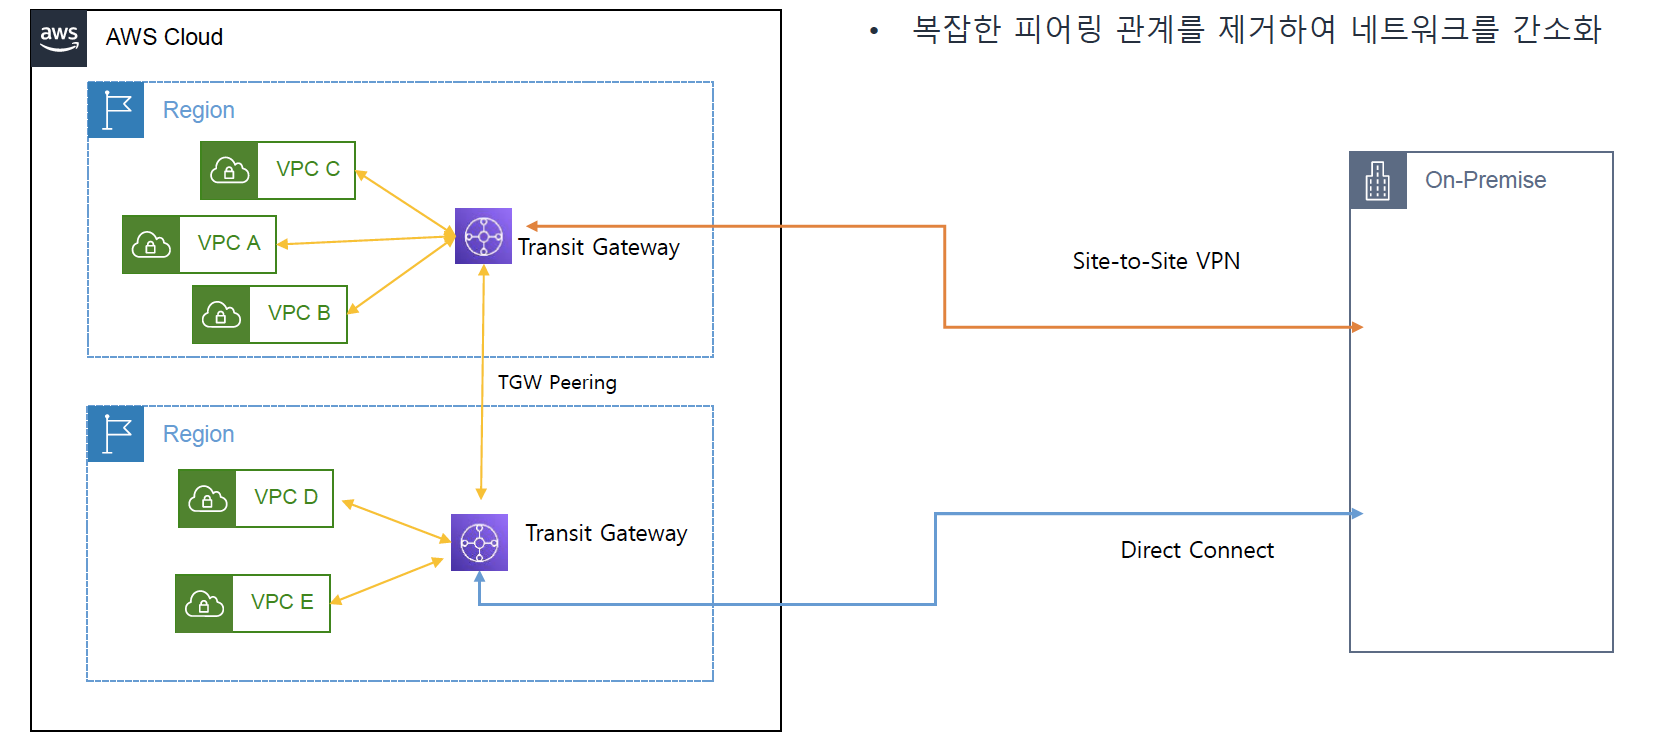 aws
AWS Cloud
• 복잡한 피어링 관계를 제거하여 네트워크를 간소화
Region
VPC C
VPC A
VPC B
Transit Gateway
TGW Peering
Region
VPC D
VPC E
Transit Gateway
Site-to-Site VPN
Direct Connect
On-Premise